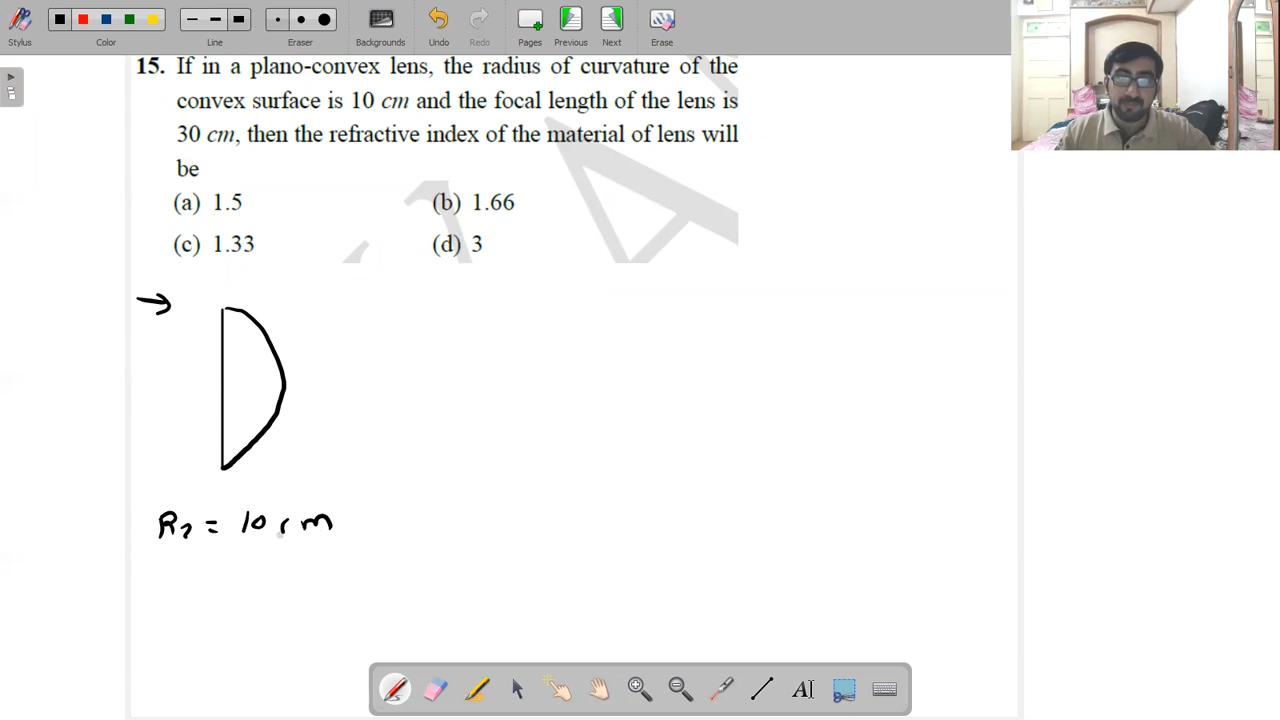 Stylus Color Line Eraser Backgrounds Undo Redo Pages Previous Next Erase
15. If in a plano-convex lens, the radius of curvature of the
convex surface is 10 cm and the focal length of the lens is
30 cm, then the refractive index of the material of lens will
be
(a) 1.5 (b) 1.66
(c) 1.33 (d) 3
R2 = 10 cm
AI